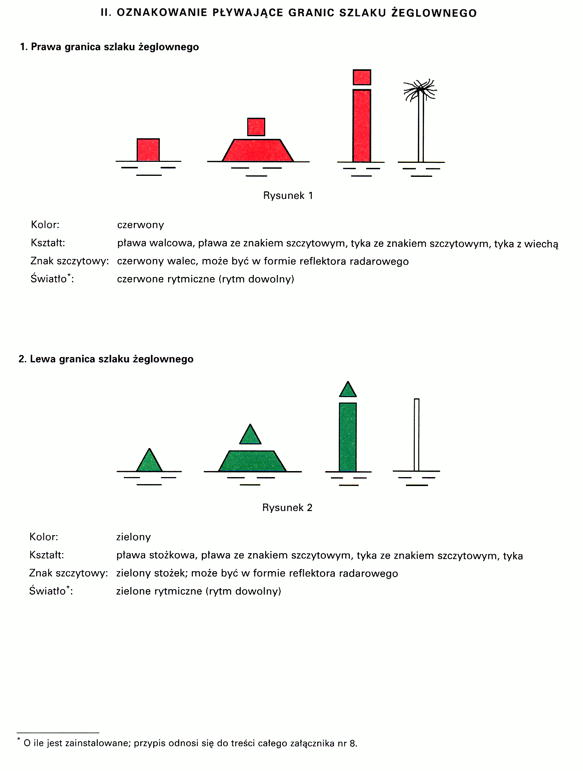 II. OZNAKOWANIE PŁYWAJĄCE GRANIC SZLAKU ŻEGLOWNEGO
1. Prawa granica szlaku żeglownego
Rysunek 1
Kolor: czerwony
Kształt: pława walcowa, pława ze znakiem szczytowym, tyka ze znakiem szczytowym, tyka z wiechą
Znak szczytowy: czerwony walec, może być w formie reflektora radarowego
Światło*: czerwone rytmiczne (rytm dowolny)
2. Lewa granica szlaku żeglownego
Rysunek 2
Kolor: zielony
Kształt: pława stożkowa, pława ze znakiem szczytowym, tyka ze znakiem szczytowym, tyka
Znak szczytowy: zielony stożek; może być w formie reflektora radarowego
Światło*: zielone rytmiczne (rytm dowolny)
* O ile jest zainstalowane; przypis odnosi się do treści całego załącznika nr 8.